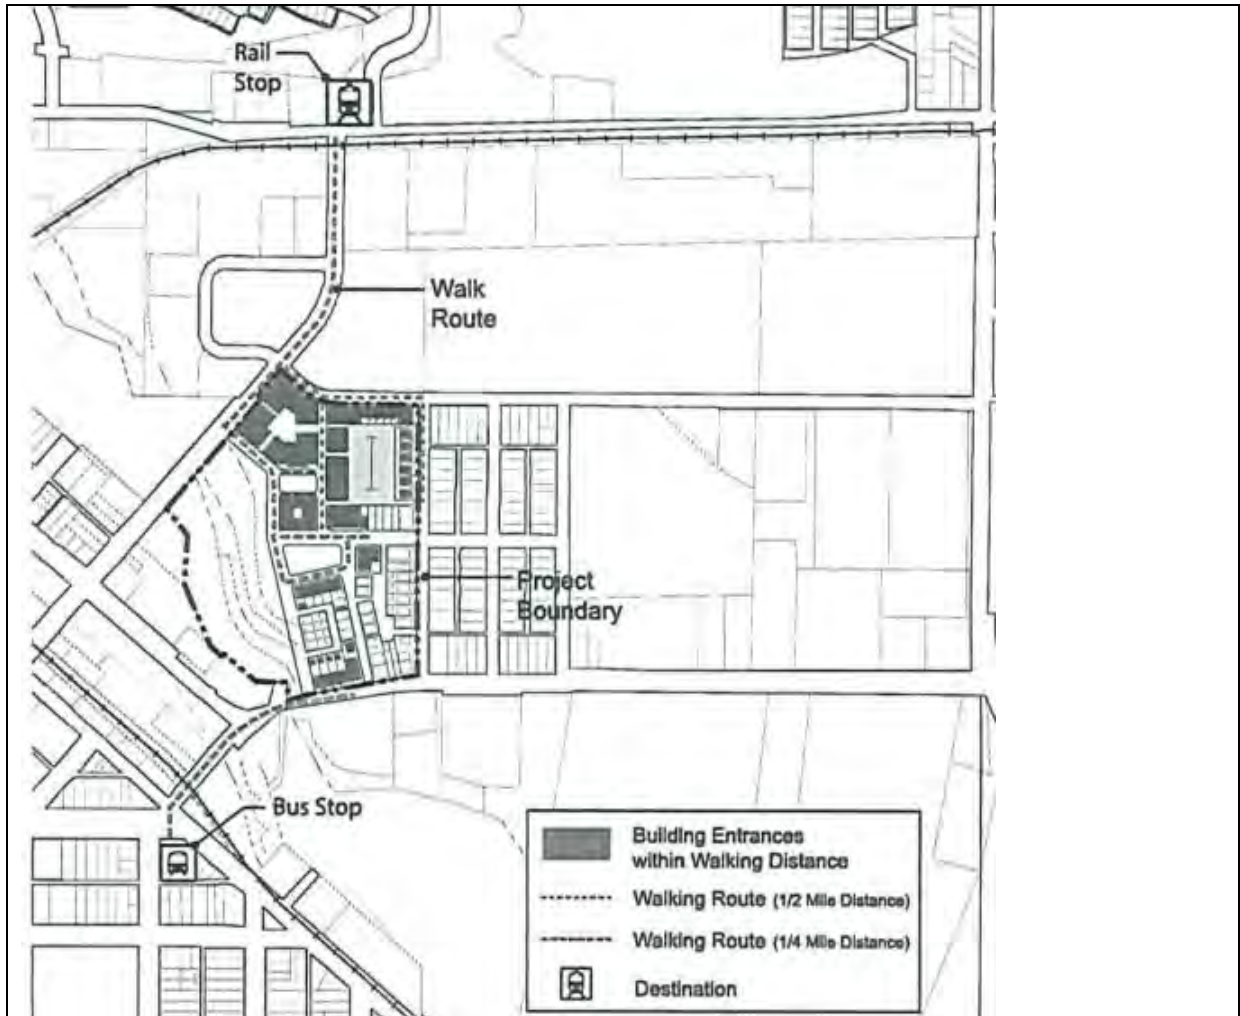 Rail
Stop
Walk
Route
Project
Boundary
Bus Stop
Building Entrances
within Walking Distance
Walking Route (1/2 Mile Distance)
Walking Route (1/4 Mile Distance)
Destination